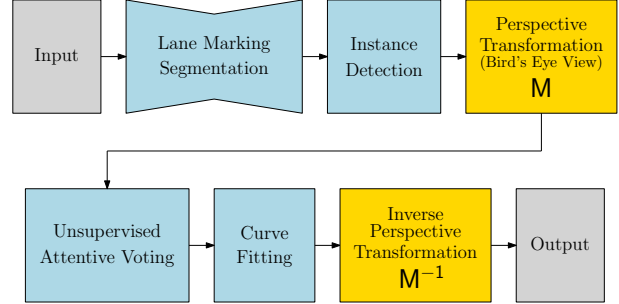 Input
Lane Marking
Segmentation
Instance
Detection
Perspective
Transformation
(Bird's Eye View)
M
Unsupervised
Attentive Voting
Curve
Fitting
Inverse
Perspective
Transformation
M⁻¹
Output